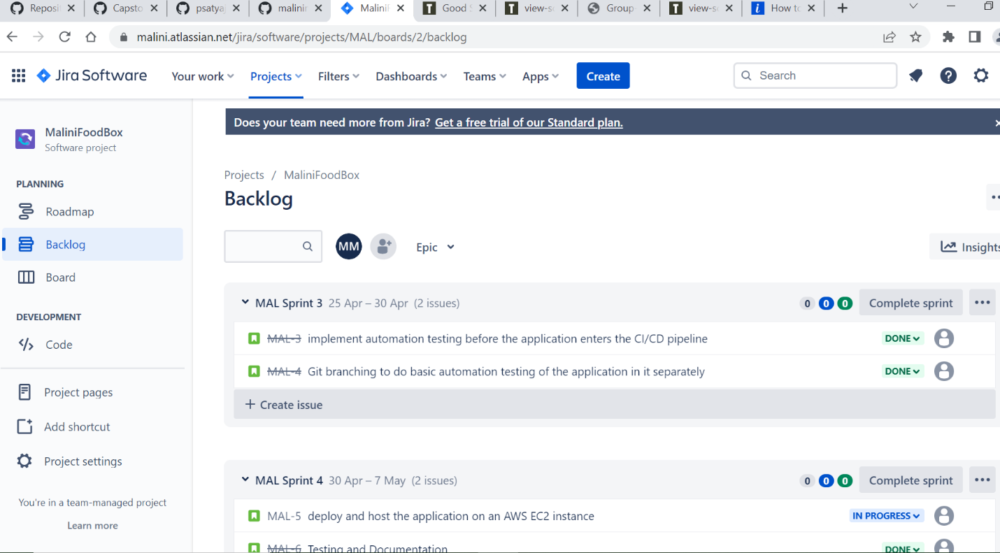 Reposit
Capsto
psatyaj
malinir
MaliniF
Good S
view-so
Group
view-so
How to
malini.atlassian.net/jira/software/projects/MAL/boards/2/backlog
Jira Software
Your work
Projects
Filters
Dashboards
Teams
Apps
Create
Search
MaliniFoodBox
Software project
PLANNING
Roadmap
Backlog
Board
DEVELOPMENT
Code
Project pages
Add shortcut
Project settings
You're in a team-managed project
Learn more
Does your team need more from Jira? Get a free trial of our Standard plan.
Projects / MaliniFoodBox
Backlog
MM
Epic
Insights
MAL Sprint 3 25 Apr – 30 Apr (2 issues) 0 0 0 Complete sprint
MAL-3 implement automation testing before the application enters the CI/CD pipeline DONE
MAL-4 Git branching to do basic automation testing of the application in it separately DONE
+ Create issue
MAL Sprint 4 30 Apr – 7 May (2 issues) 0 0 0 Complete sprint
MAL-5 deploy and host the application on an AWS EC2 instance IN PROGRESS
MAL-6 Testing and Documentation DONE